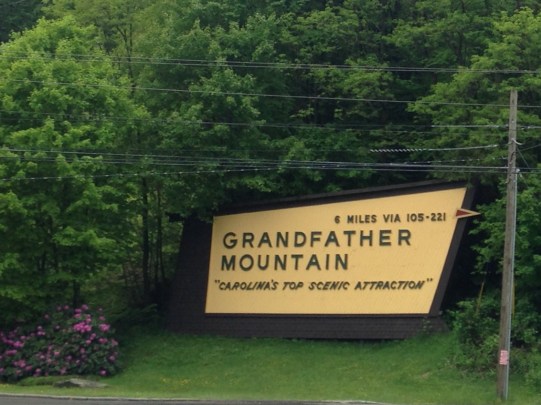 6 MILES VIA 105-221
GRANDFATHER
MOUNTAIN
"CAROLINA'S TOP SCENIC ATTRACTION"